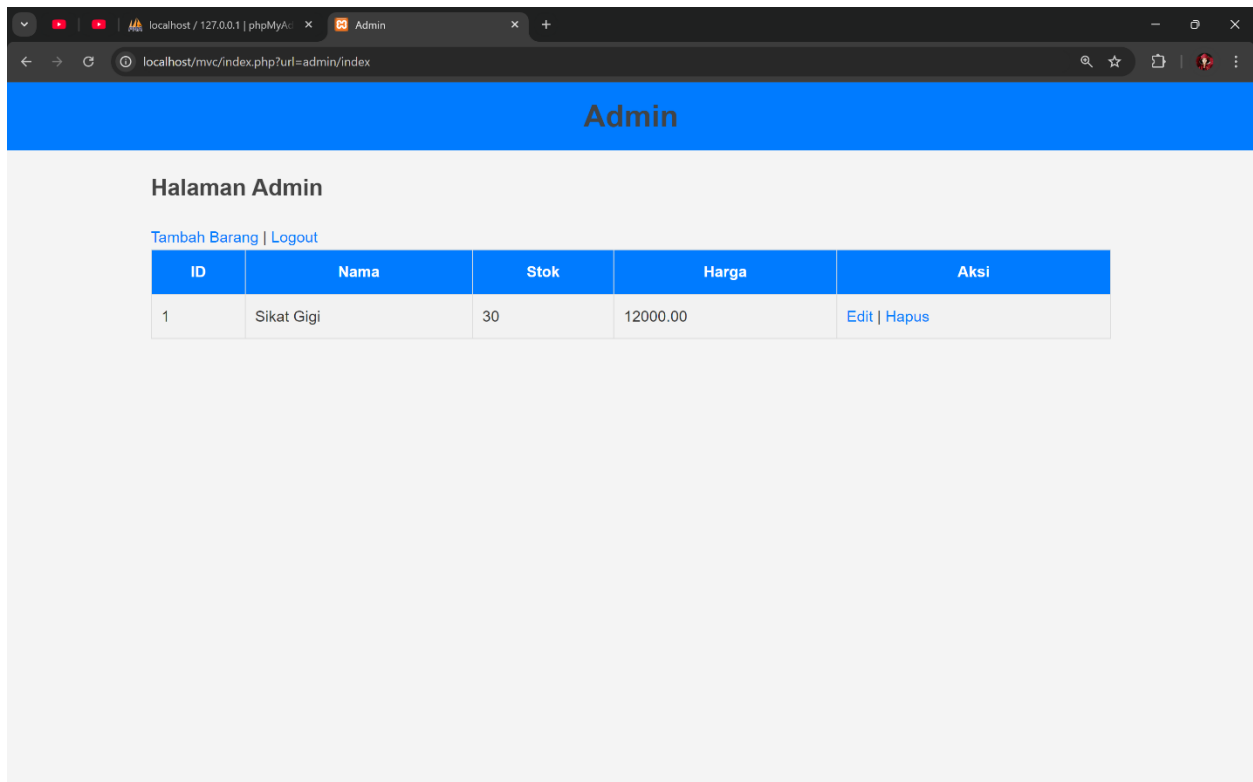 localhost / 127.0.0.1 | phpMyAd
Admin
localhost/mvc/index.php?url=admin/index
Admin
Halaman Admin
Tambah Barang | Logout
ID Nama Stok Harga Aksi
1 Sikat Gigi 30 12000.00 Edit | Hapus